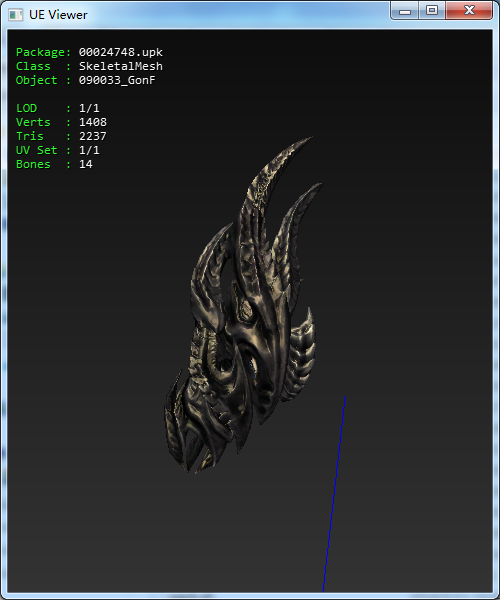 UE Viewer
Package: 00024748.upk
Class : SkeletalMesh
Object : 090033_GonF
LOD : 1/1
Verts : 1408
Tris : 2237
UV Set : 1/1
Bones : 14